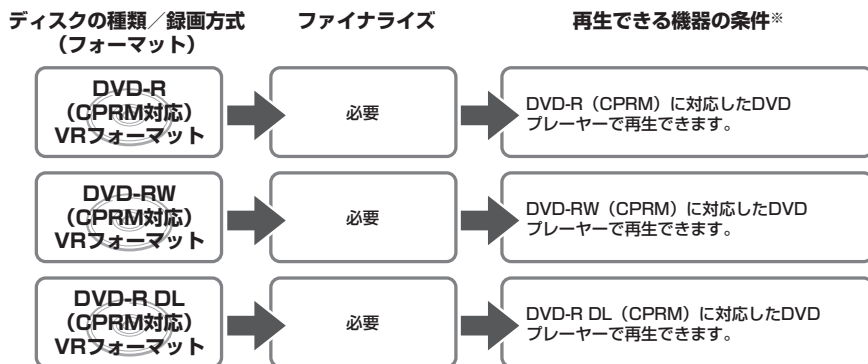 ディスクの種類／録画方式 ファイナライズ 再生できる機器の条件※
（フォーマット）
DVD-R
（CPRM対応）
VRフォーマット
必要
DVD-R（CPRM）に対応したDVD
プレーヤーで再生できます。
DVD-RW
（CPRM対応）
VRフォーマット
必要
DVD-RW（CPRM）に対応したDVD
プレーヤーで再生できます。
DVD-R DL
（CPRM対応）
VRフォーマット
必要
DVD-R DL（CPRM）に対応したDVD
プレーヤーで再生できます。